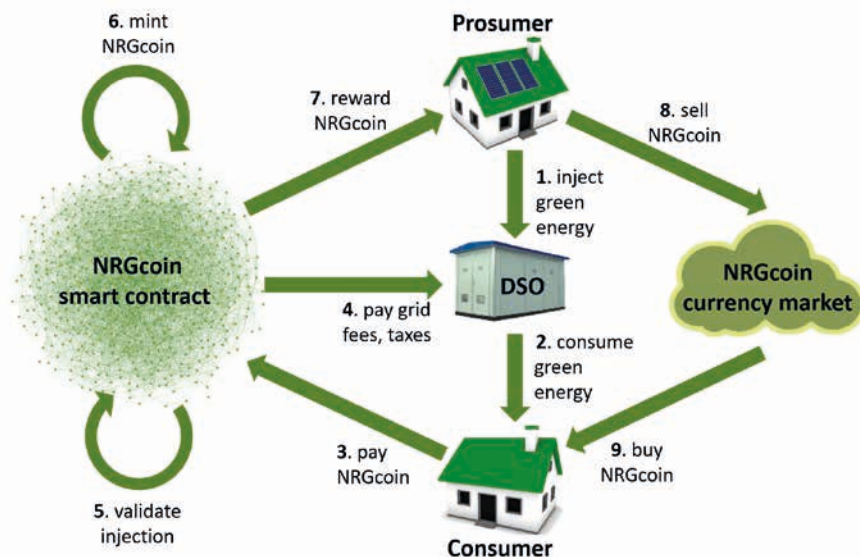 6. mint
NRGcoin
Prosumer
7. reward
NRGcoin
8. sell
NRGcoin
1. inject
green
energy
NRGcoin
smart contract
DSO
NRGcoin
currency market
4. pay grid
fees, taxes
2. consume
green
energy
3. pay
NRGcoin
9. buy
NRGcoin
5. validate
injection
Consumer